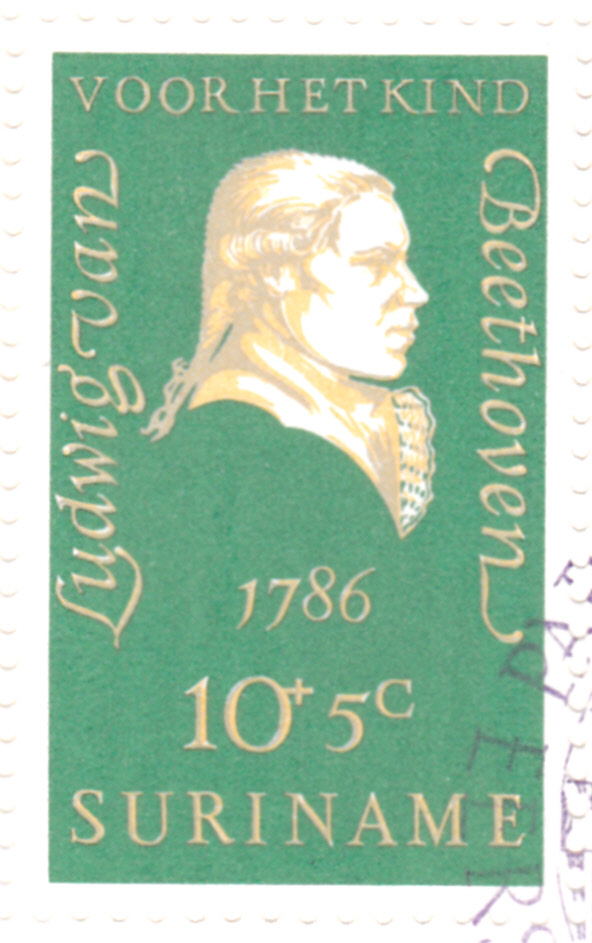 VOOR HET KIND
Ludwig van
Beethoven
1786
10+5c
SURINAME